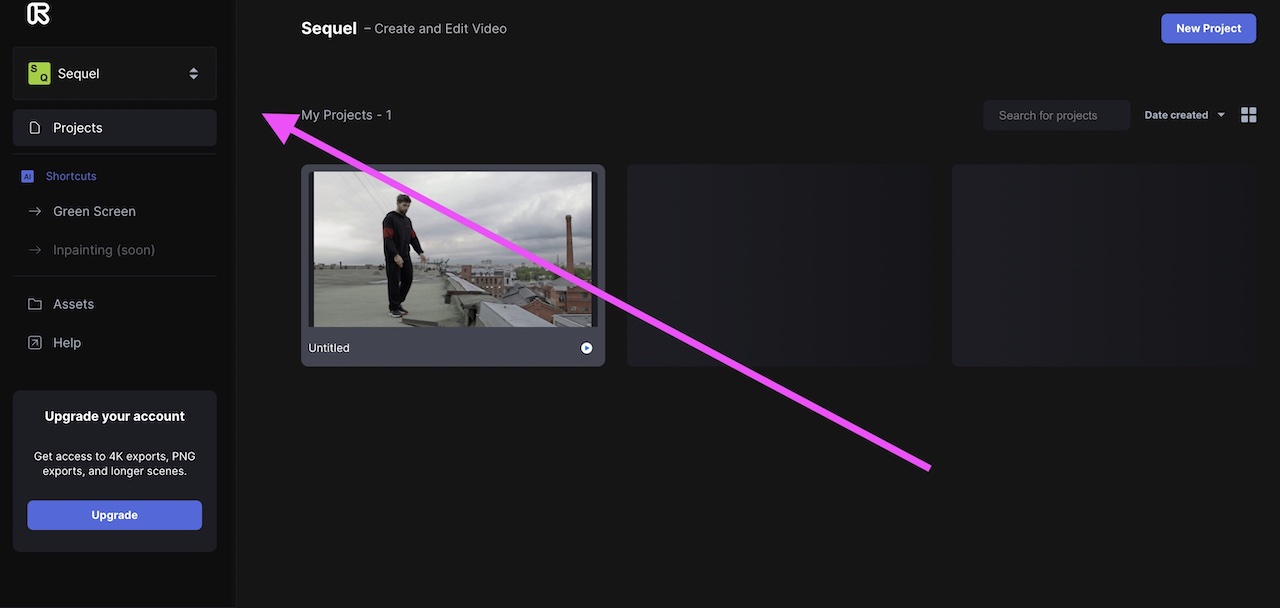 Sequel – Create and Edit Video
New Project
S
Q
Sequel
Projects
AI Shortcuts
Green Screen
Inpainting (soon)
Assets
Help
Upgrade your account
Get access to 4K exports, PNG
exports, and longer scenes.
Upgrade
My Projects - 1
Search for projects
Date created
Untitled